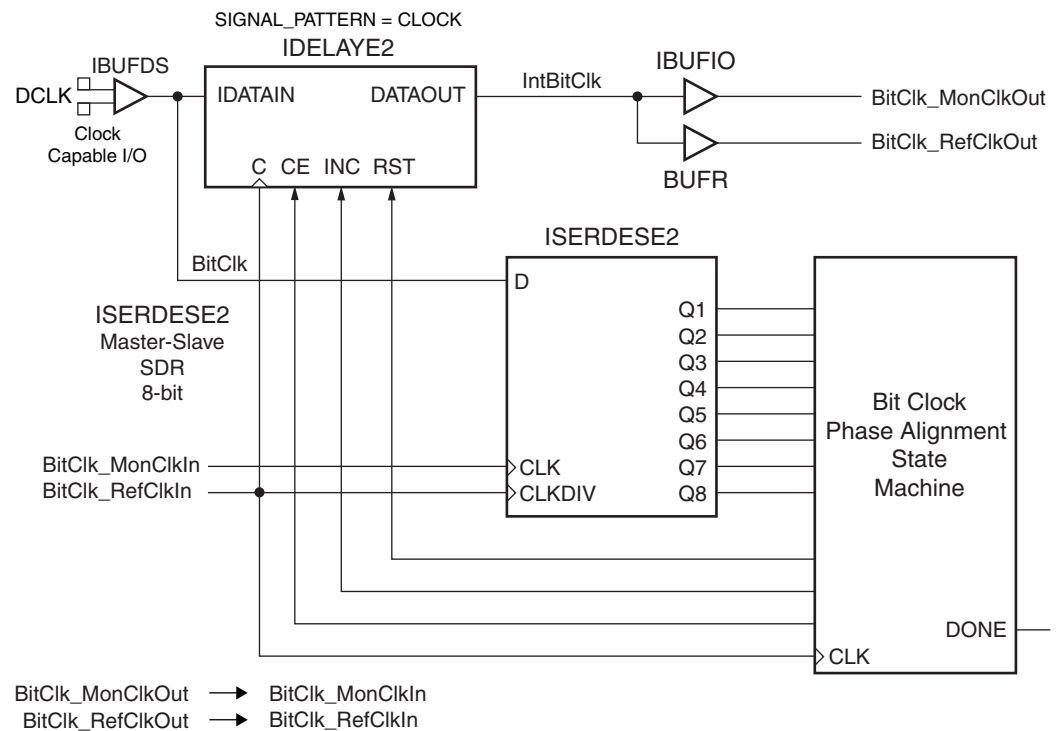 SIGNAL_PATTERN = CLOCK
IDELAYE2
IBUFDS
DCLK
Clock
Capable I/O
IDATAIN
DATAOUT
C
CE
INC
RST
IntBitClk
IBUFIO
BitClk_MonClkOut
BitClk_RefClkOut
BUFR
BitClk
ISERDESE2
Master-Slave
SDR
8-bit
ISERDESE2
D
Q1
Q2
Q3
Q4
Q5
Q6
Q7
Q8
BitClk_MonClkIn
BitClk_RefClkIn
CLK
CLKDIV
Bit Clock
Phase Alignment
State
Machine
DONE
CLK
BitClk_MonClkOut → BitClk_MonClkIn
BitClk_RefClkOut → BitClk_RefClkIn